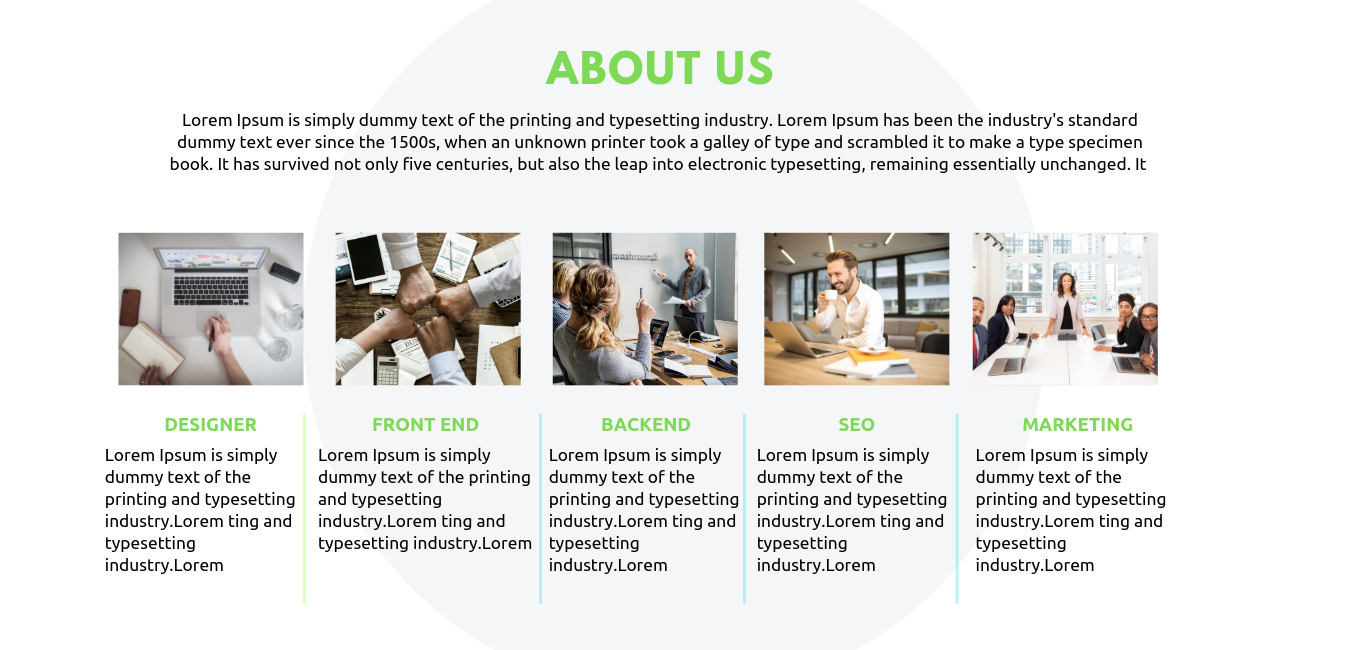 ABOUT US
Lorem Ipsum is simply dummy text of the printing and typesetting industry. Lorem Ipsum has been the industry's standard
dummy text ever since the 1500s, when an unknown printer took a galley of type and scrambled it to make a type specimen
book. It has survived not only five centuries, but also the leap into electronic typesetting, remaining essentially unchanged. It
DESIGNER
Lorem Ipsum is simply
dummy text of the
printing and typesetting
industry.Lorem ting and
typesetting
industry.Lorem
FRONT END
Lorem Ipsum is simply
dummy text of the printing
and typesetting
industry.Lorem ting and
typesetting industry.Lorem
BACKEND
Lorem Ipsum is simply
dummy text of the
printing and typesetting
industry.Lorem ting and
typesetting
industry.Lorem
SEO
Lorem Ipsum is simply
dummy text of the
printing and typesetting
industry.Lorem ting and
typesetting
industry.Lorem
MARKETING
Lorem Ipsum is simply
dummy text of the
printing and typesetting
industry.Lorem ting and
typesetting
industry.Lorem